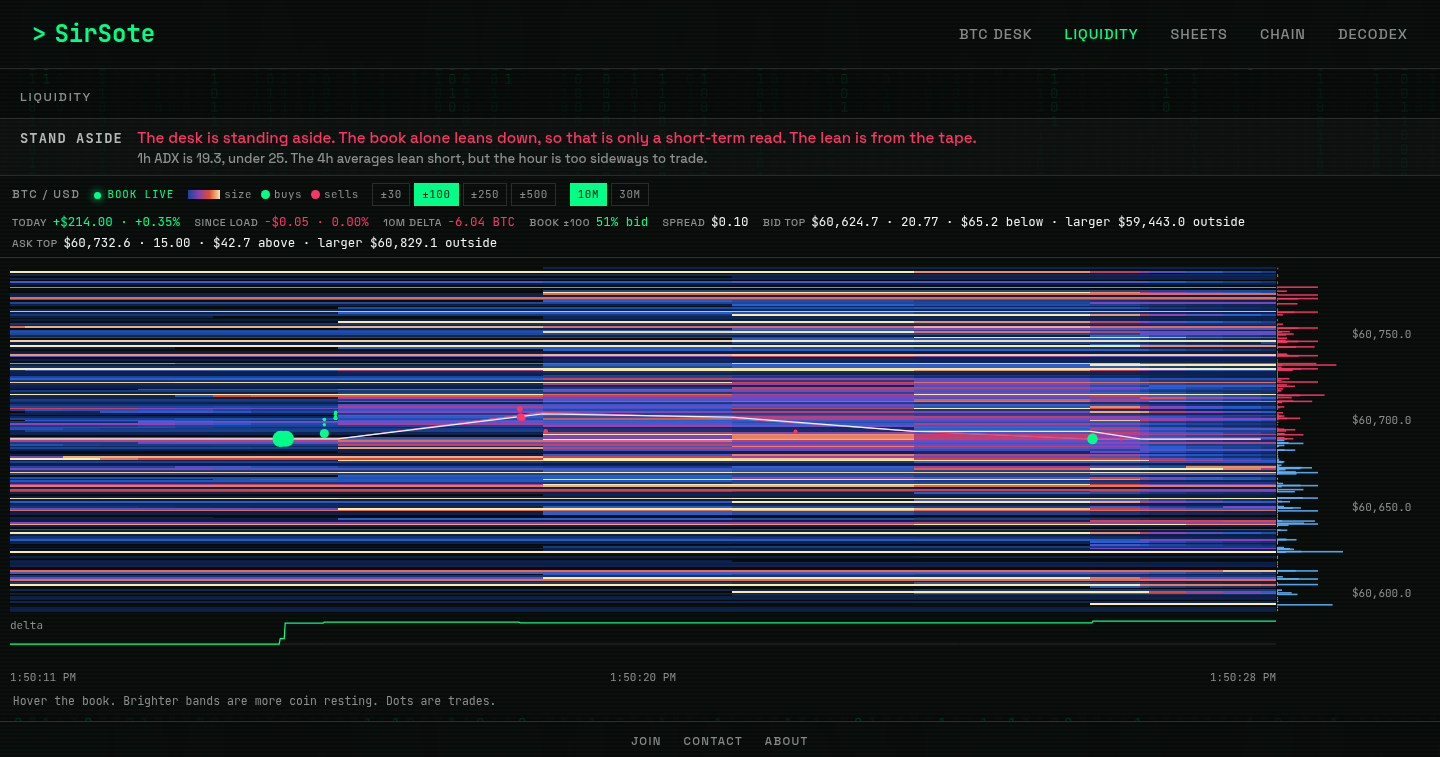 > SirSote
BTC DESK LIQUIDITY SHEETS CHAIN DECODEX
LIQUIDITY
STAND ASIDE The desk is standing aside. The book alone leans down, so that is only a short-term read. The lean is from the tape.
1h ADX is 19.3, under 25. The 4h averages lean short, but the hour is too sideways to trade.
BTC / USD BOOK LIVE size buys sells ±30 ±100 ±250 ±500 10M 30M
TODAY +$214.00 · +0.35% SINCE LOAD -$0.05 · 0.00% 10M DELTA -6.04 BTC BOOK ±100 51% bid SPREAD $0.10 BID TOP $60,624.7 · 20.77 · $65.2 below · larger $59,443.0 outside
ASK TOP $60,732.6 · 15.00 · $42.7 above · larger $60,829.1 outside
$60,750.0
$60,700.0
$60,650.0
$60,600.0
delta
1:50:11 PM 1:50:20 PM 1:50:28 PM
Hover the book. Brighter bands are more coin resting. Dots are trades.
JOIN CONTACT ABOUT